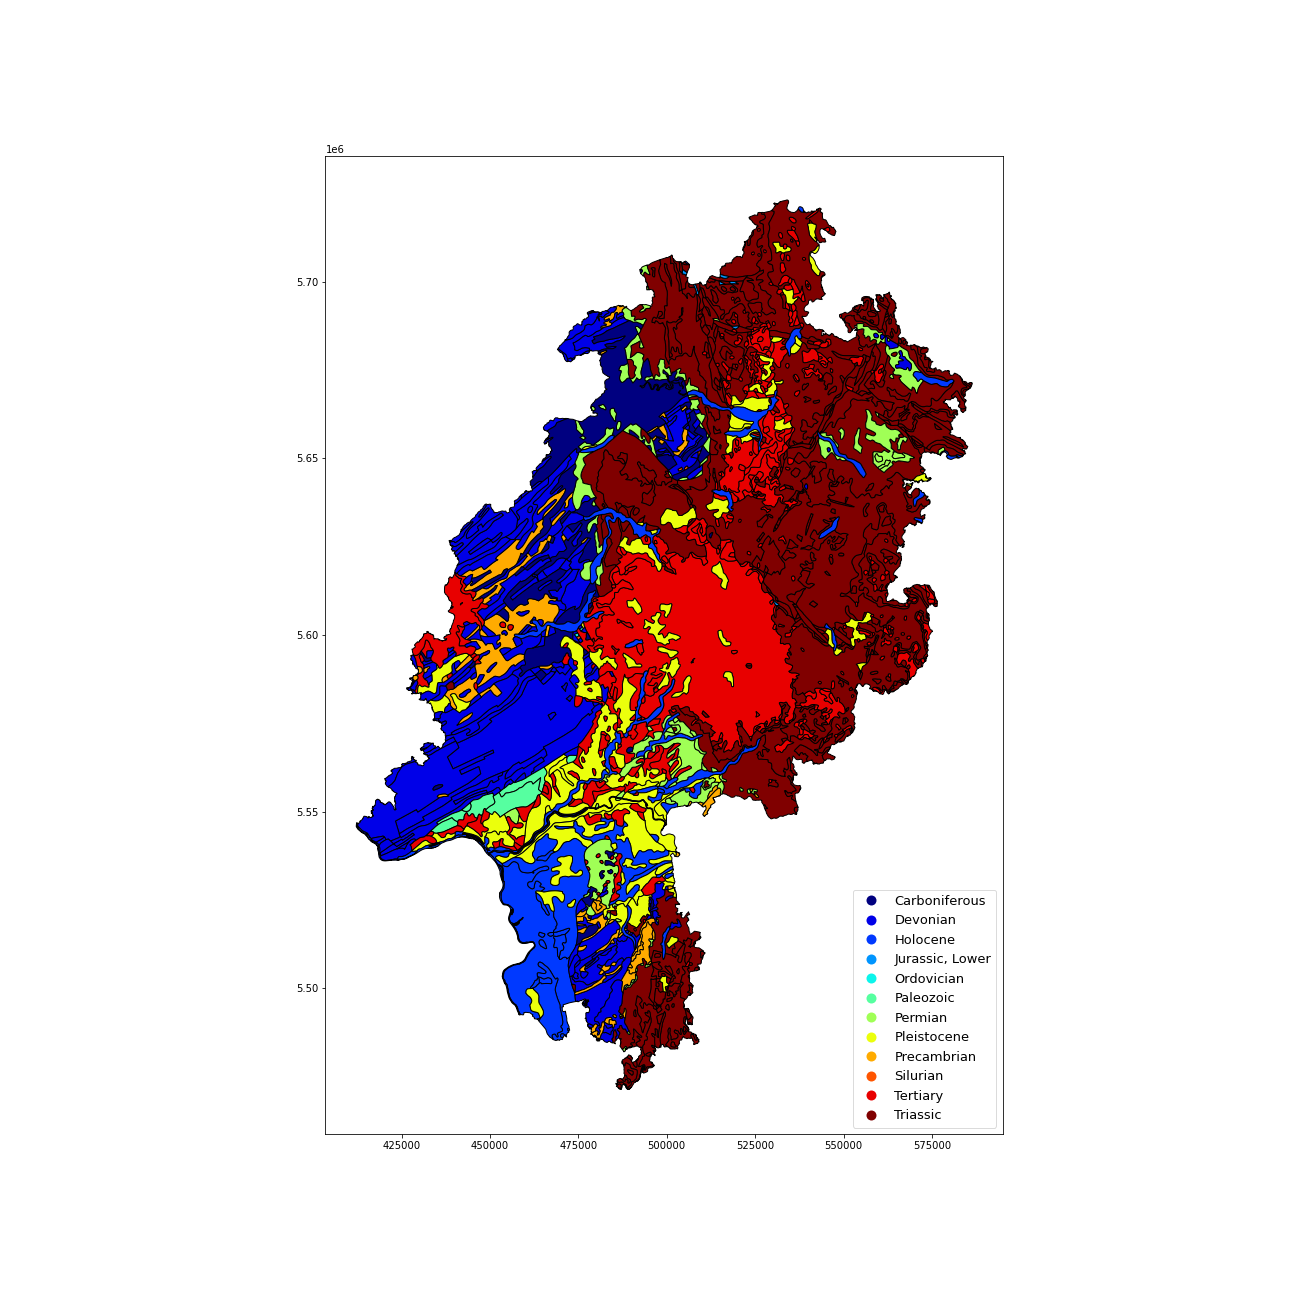 1e6
5.70
5.65
5.60
5.55
5.50
425000 450000 475000 500000 525000 550000 575000
Carboniferous
Devonian
Holocene
Jurassic, Lower
Ordovician
Paleozoic
Permian
Pleistocene
Precambrian
Silurian
Tertiary
Triassic